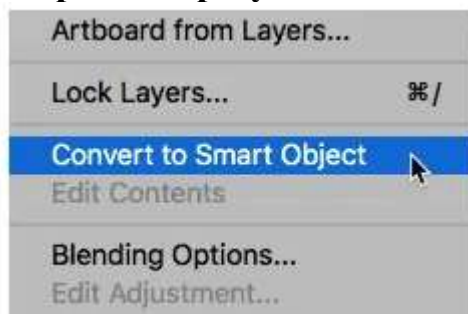 Artboard from Layers...
Lock Layers... ⌘/
Convert to Smart Object
Edit Contents
Blending Options...
Edit Adjustment...